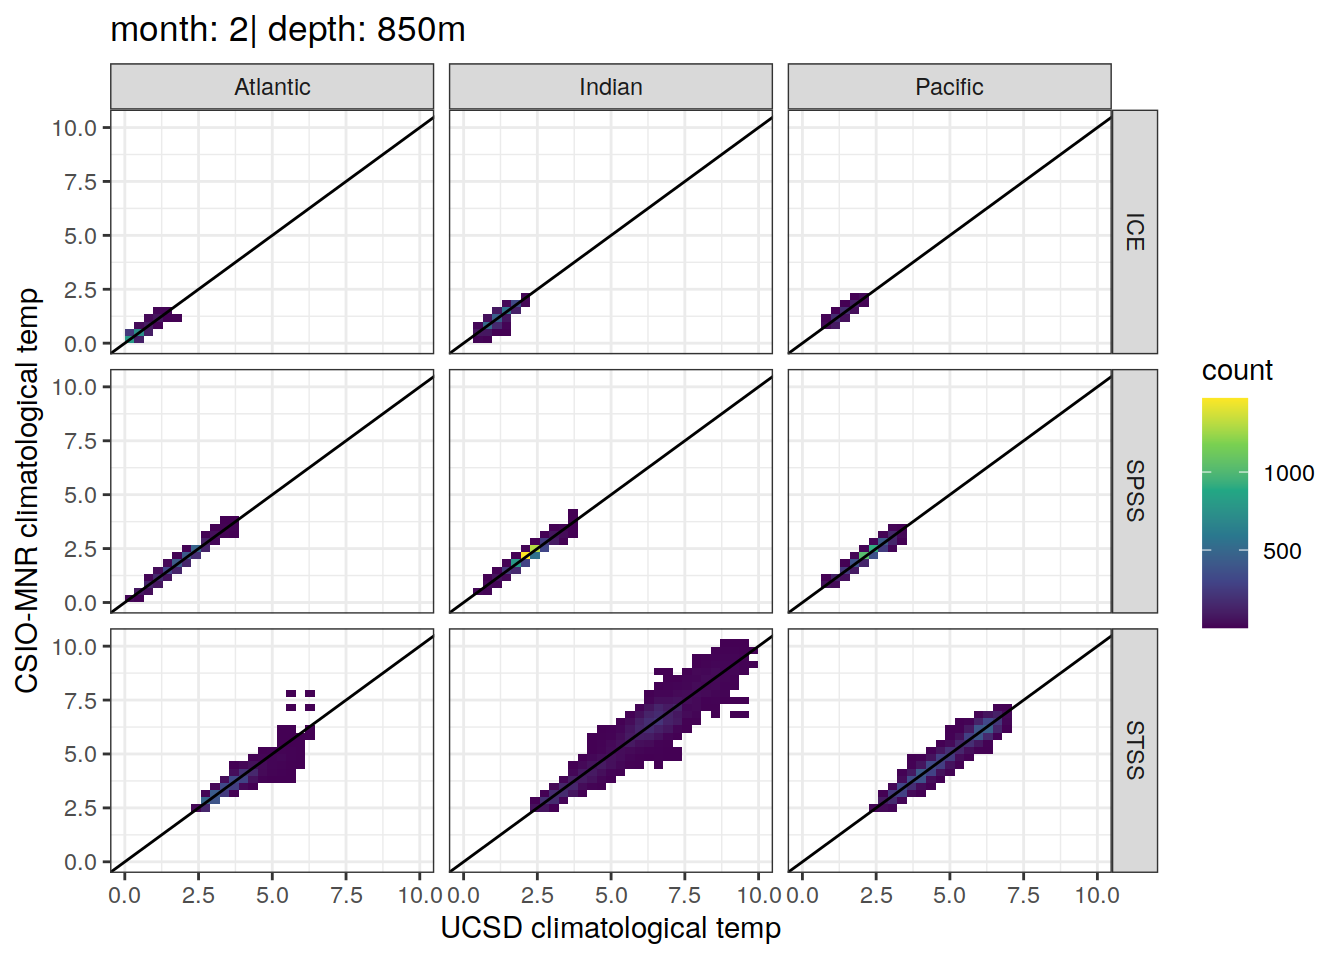 month: 2| depth: 850m
Atlantic
Indian
Pacific
10.0
7.5
5.0
2.5
0.0
ICE
10.0
7.5
5.0
2.5
0.0
SPSS
10.0
7.5
5.0
2.5
0.0
STSS
0.0 2.5 5.0 7.5 10.0
0.0 2.5 5.0 7.5 10.0
0.0 2.5 5.0 7.5 10.0
UCSD climatological temp
CSIO-MNR climatological temp
count
1000
500